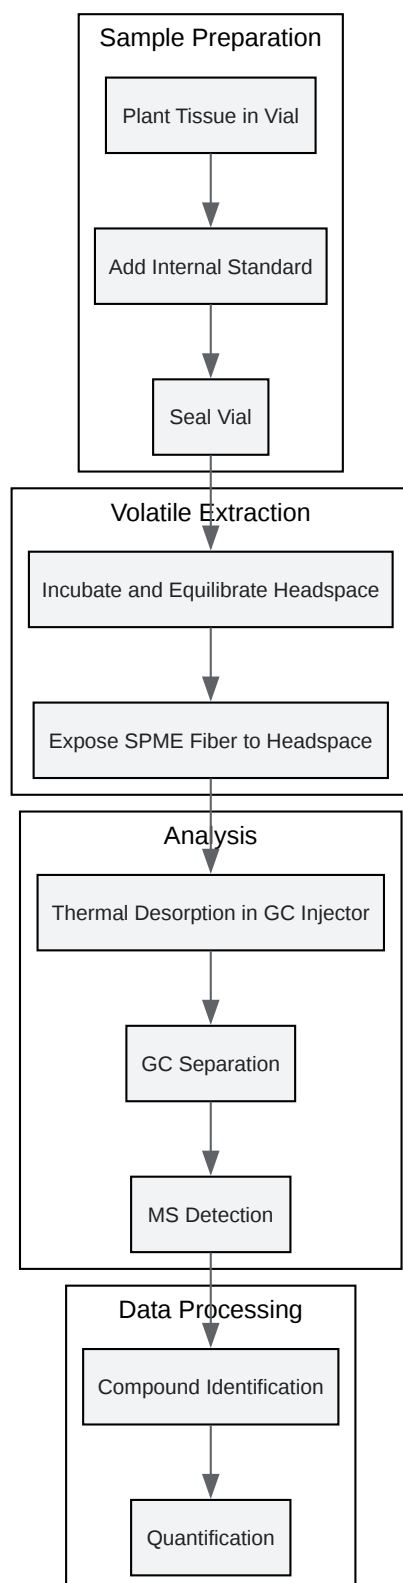 Sample Preparation
Plant Tissue in Vial
Add Internal Standard
Seal Vial
Volatile Extraction
Incubate and Equilibrate Headspace
Expose SPME Fiber to Headspace
Analysis
Thermal Desorption in GC Injector
GC Separation
MS Detection
Data Processing
Compound Identification
Quantification